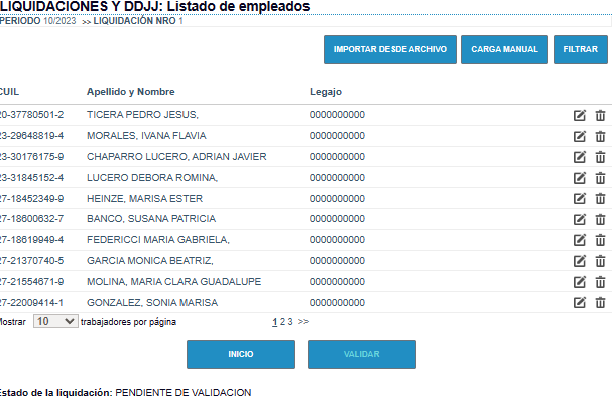 LIQUIDACIONES Y DDJJ: Listado de empleados
PERIODO 10/2023 >> LIQUIDACIÓN NRO 1
IMPORTAR DESDE ARCHIVO CARGA MANUAL FILTRAR
CUIL Apellido y Nombre Legajo
20-37780501-2 TICERA PEDRO JESUS, 0000000000
23-29648819-4 MORALES, IVANA FLAVIA 0000000000
23-30176175-9 CHAPARRO LUCERO, ADRIAN JAVIER 0000000000
23-31845152-4 LUCERO DEBORA ROMINA, 0000000000
27-18452349-9 HEINZE, MARISA ESTER 0000000000
27-18600632-7 BANCO, SUSANA PATRICIA 0000000000
27-18619949-4 FEDERICCI MARIA GABRIELA, 0000000000
27-21370740-5 GARCIA MONICA BEATRIZ, 0000000000
27-21554671-9 MOLINA, MARIA CLARA GUADALUPE 0000000000
27-22009414-1 GONZALEZ, SONIA MARISA 0000000000
Mostrar 10 trabajadores por página 1 2 3 >>
INICIO VALIDAR
Estado de la liquidación: PENDIENTE DE VALIDACION